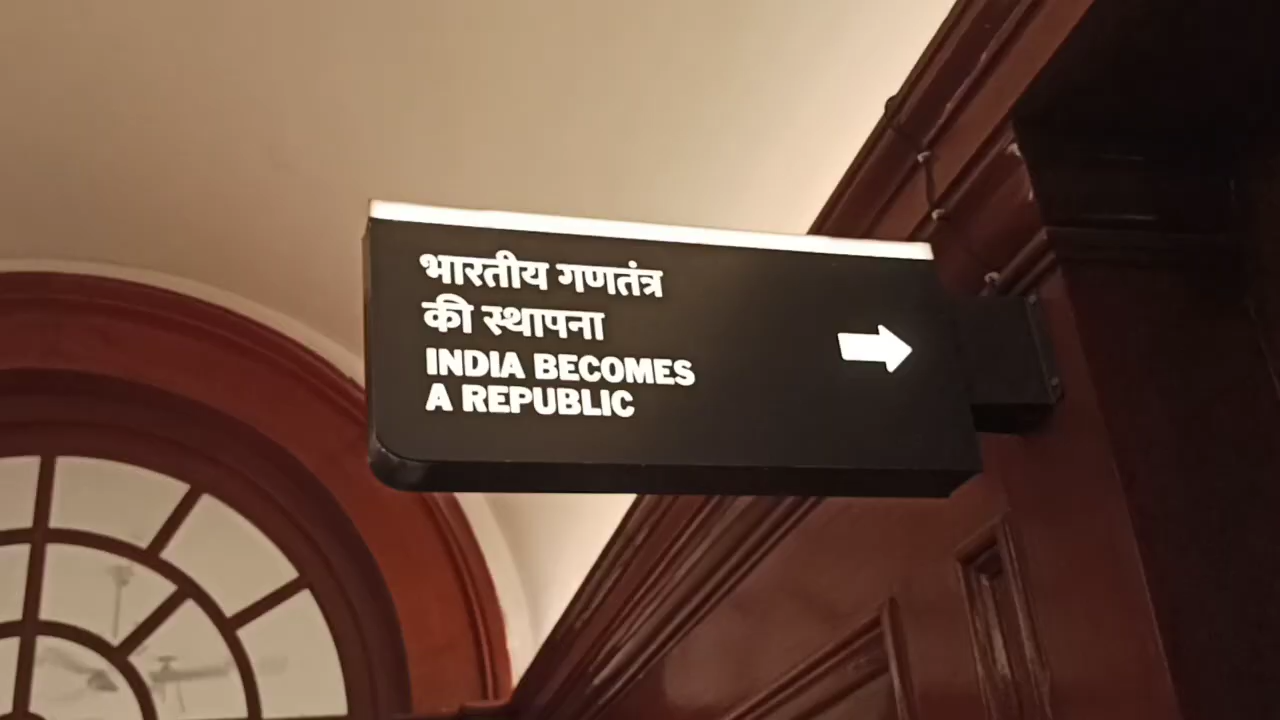 भारतीय गणतंत्र
की स्थापना
INDIA BECOMES
A REPUBLIC